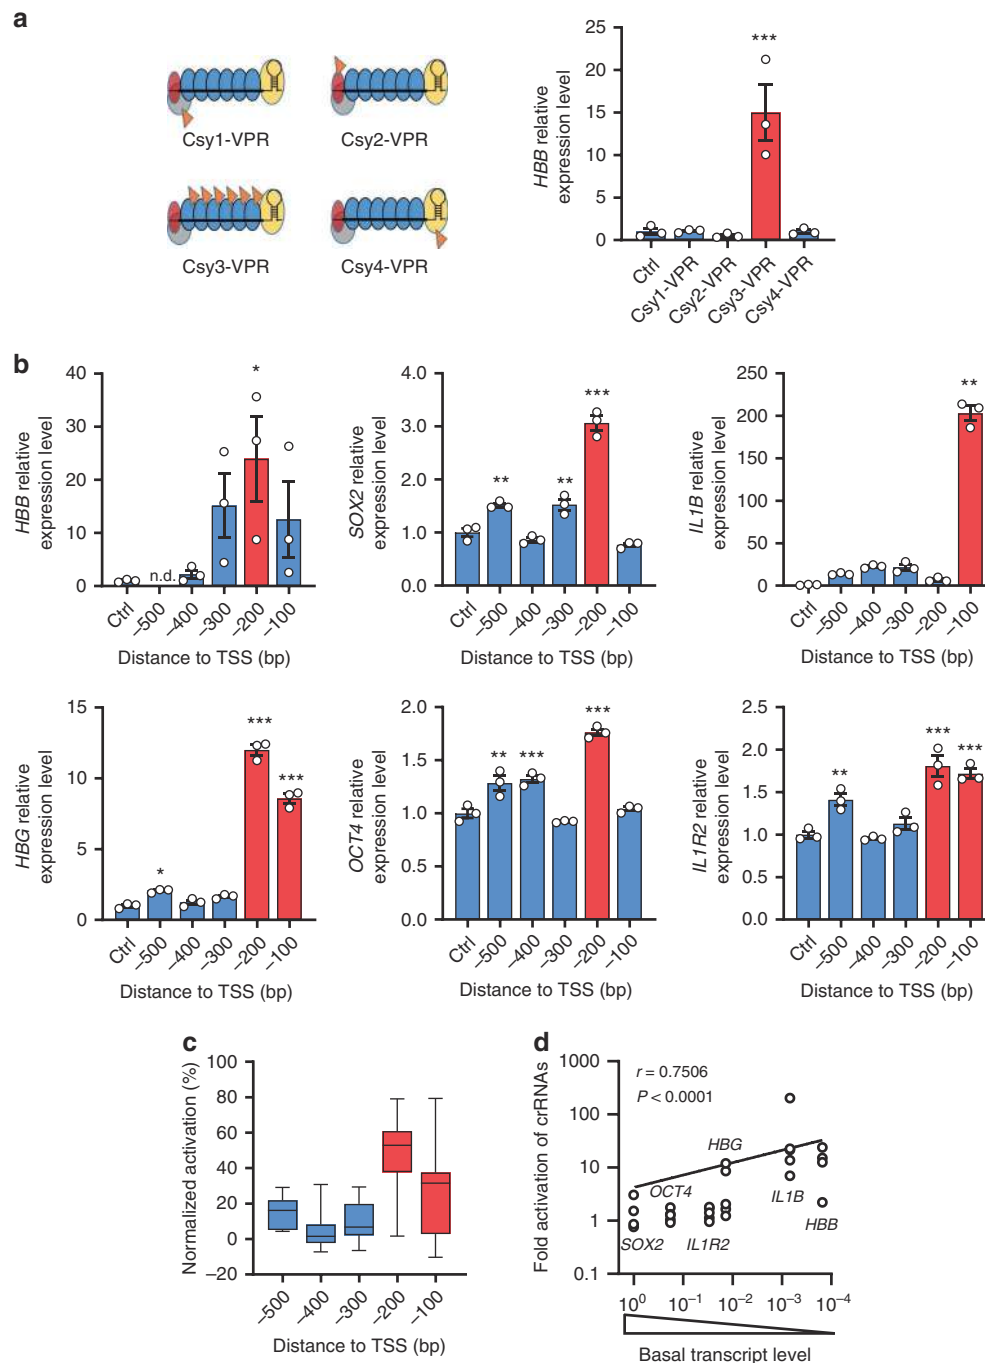 a
Csy1-VPR
Csy2-VPR
Csy3-VPR
Csy4-VPR
HBB relative
expression level
25
20
15
10
5
0
***
Ctrl
Csy1-VPR
Csy2-VPR
Csy3-VPR
Csy4-VPR
b
HBB relative
expression level
40
30
20
10
0
n.d.
*
Ctrl
−500
−400
−300
−200
−100
Distance to TSS (bp)
SOX2 relative
expression level
4.0
3.0
2.0
1.0
0.0
**
**
***
Ctrl
−500
−400
−300
−200
−100
Distance to TSS (bp)
IL1B relative
expression level
250
200
150
100
50
0
**
Ctrl
−500
−400
−300
−200
−100
Distance to TSS (bp)
HBG relative
expression level
15
10
5
0
*
***
***
Ctrl
−500
−400
−300
−200
−100
Distance to TSS (bp)
OCT4 relative
expression level
2.0
1.5
1.0
0.5
0.0
**
***
***
Ctrl
−500
−400
−300
−200
−100
Distance to TSS (bp)
IL1R2 relative
expression level
2.5
2.0
1.5
1.0
0.5
0.0
**
***
***
Ctrl
−500
−400
−300
−200
−100
Distance to TSS (bp)
c
Normalized activation (%)
100
80
60
40
20
0
−20
−500
−400
−300
−200
−100
Distance to TSS (bp)
d
Fold activation of crRNAs
1000
100
10
1
0.1
r = 0.7506
P < 0.0001
HBG
OCT4
SOX2
IL1R2
IL1B
HBB
10⁰
10⁻¹
10⁻²
10⁻³
10⁻⁴
Basal transcript level